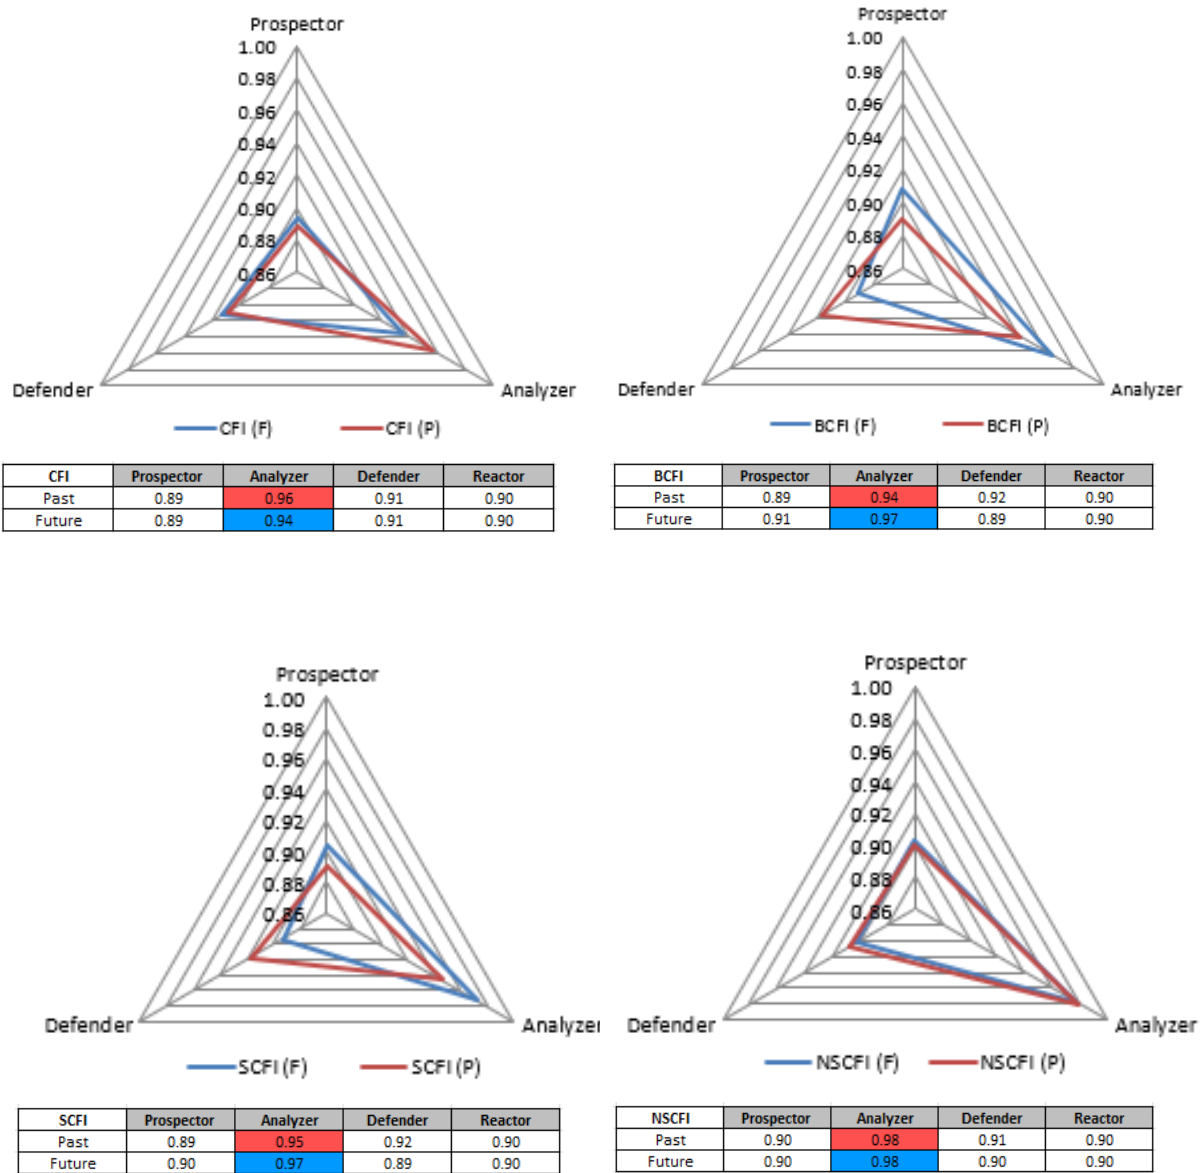 Prospector
1.00
0.98
0.96
0.94
0.92
0.90
0.88
0.86
Defender
Analyzer
CFI (F) CFI (P)
CFI Prospector Analyzer Defender Reactor
Past 0.89 0.96 0.91 0.90
Future 0.89 0.94 0.91 0.90
Prospector
1.00
0.98
0.96
0.94
0.92
0.90
0.88
0.86
Defender
Analyzer
BCFI (F) BCFI (P)
BCFI Prospector Analyzer Defender Reactor
Past 0.89 0.94 0.92 0.90
Future 0.91 0.97 0.89 0.90
Prospector
1.00
0.98
0.96
0.94
0.92
0.90
0.88
0.86
Defender
Analyzer
SCFI (F) SCFI (P)
SCFI Prospector Analyzer Defender Reactor
Past 0.89 0.95 0.92 0.90
Future 0.90 0.97 0.89 0.90
Prospector
1.00
0.98
0.96
0.94
0.92
0.90
0.88
0.86
Defender
Analyzer
NSCFI (F) NSCFI (P)
NSCFI Prospector Analyzer Defender Reactor
Past 0.90 0.98 0.91 0.90
Future 0.90 0.98 0.90 0.90